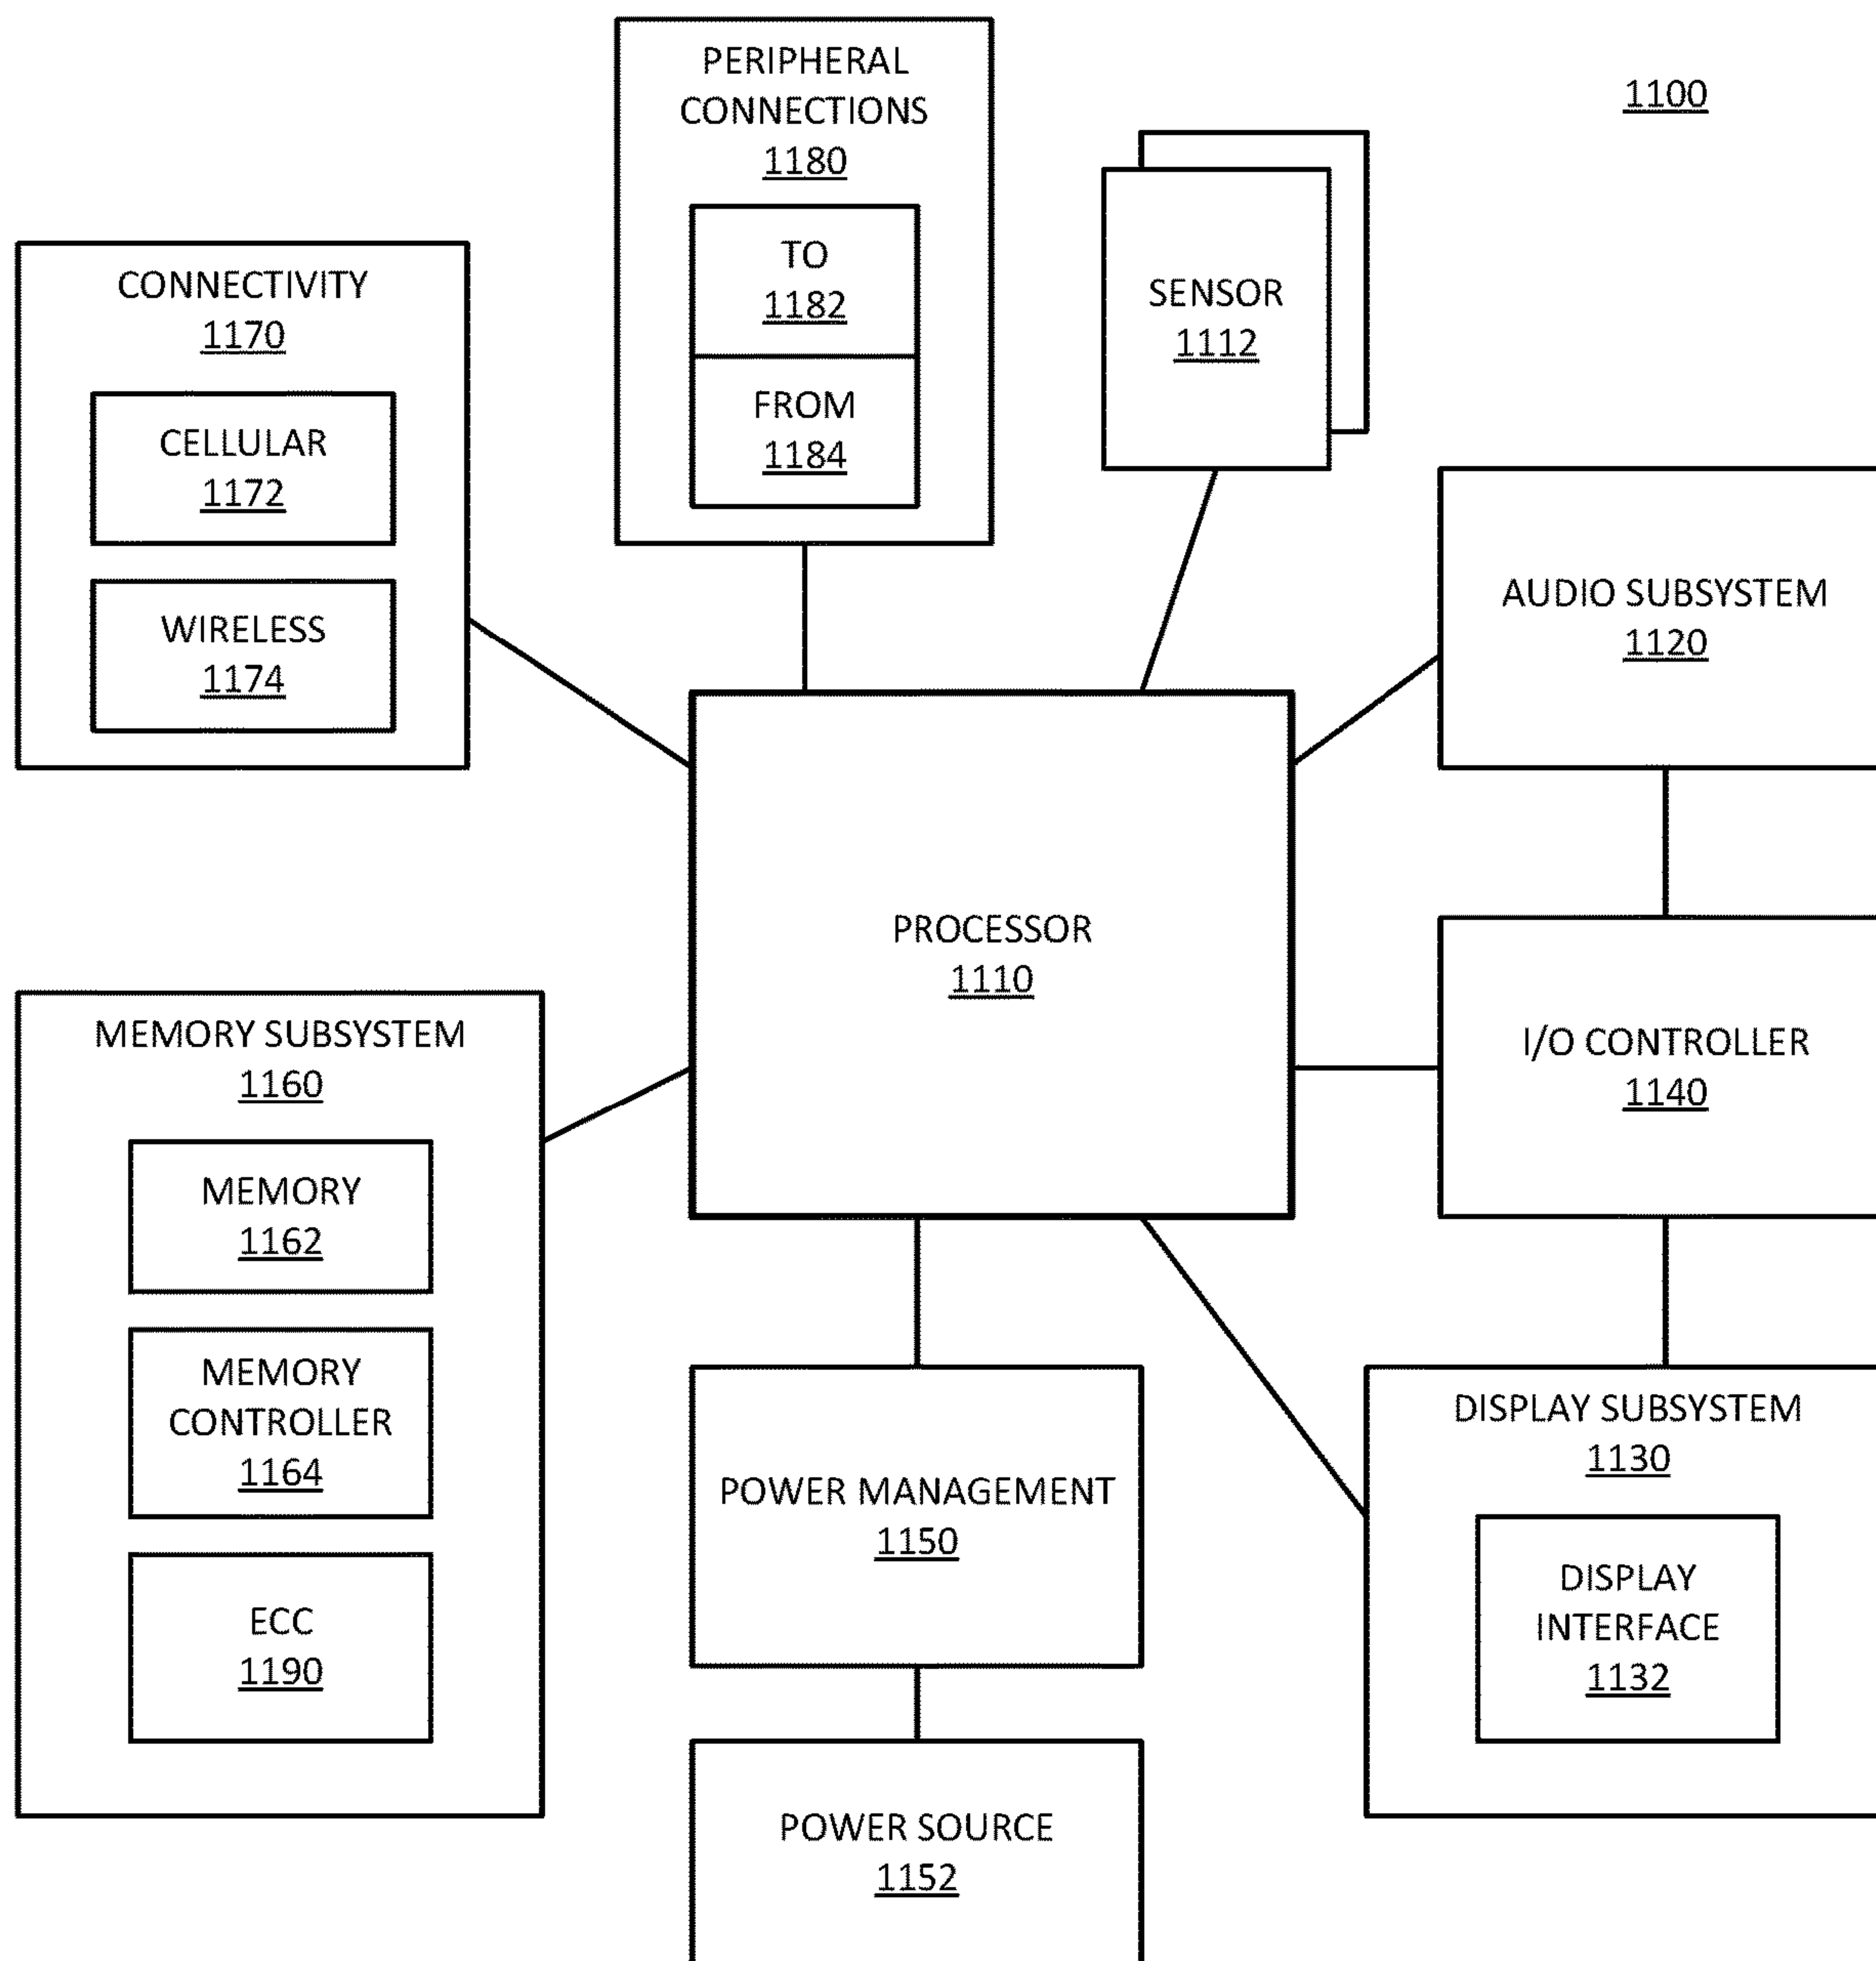 PERIPHERAL
CONNECTIONS
1180
TO
1182
FROM
1184
1100
SENSOR
1112
CONNECTIVITY
1170
CELLULAR
1172
WIRELESS
1174
AUDIO SUBSYSTEM
1120
PROCESSOR
1110
I/O CONTROLLER
1140
MEMORY SUBSYSTEM
1160
MEMORY
1162
MEMORY
CONTROLLER
1164
ECC
1190
POWER MANAGEMENT
1150
POWER SOURCE
1152
DISPLAY SUBSYSTEM
1130
DISPLAY
INTERFACE
1132